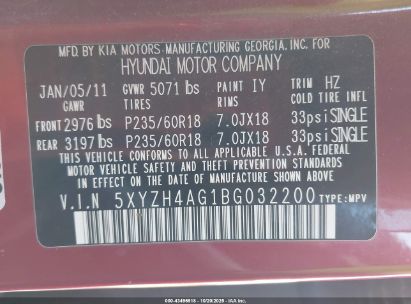 MFD. BY KIA MOTORS MANUFACTURING GEORGIA, INC. FOR
HYUNDAI MOTOR COMPANY
JAN/05/11 GVWR 5071 lbs PAINT IY TRIM HZ
GAWR TIRES RIMS COLD TIRE INFL
FRONT 2976 lbs P235/60R18 7.0JX18 33psi SINGLE
REAR 3197 lbs P235/60R18 7.0JX18 33psi SINGLE
THIS VEHICLE CONFORMS TO ALL APPLICABLE U.S. FEDERAL
MOTOR VEHICLE SAFETY AND THEFT PREVENTION STANDARDS
IN EFFECT ON THE DATE OF MANUFACTURE SHOWN ABOVE.
V.I.N 5XYZH4AG1BG032200 TYPE:MPV